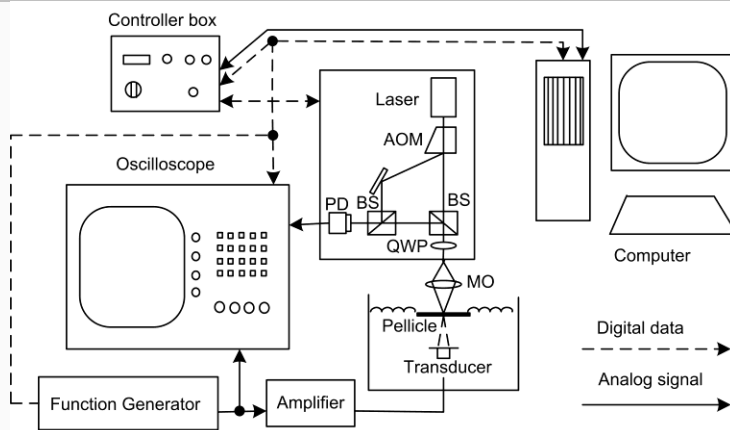 Controller box
Laser
AOM
Oscilloscope
PD
BS
BS
QWP
MO
Computer
Pellicle
Transducer
Digital data
Analog signal
Function Generator
Amplifier